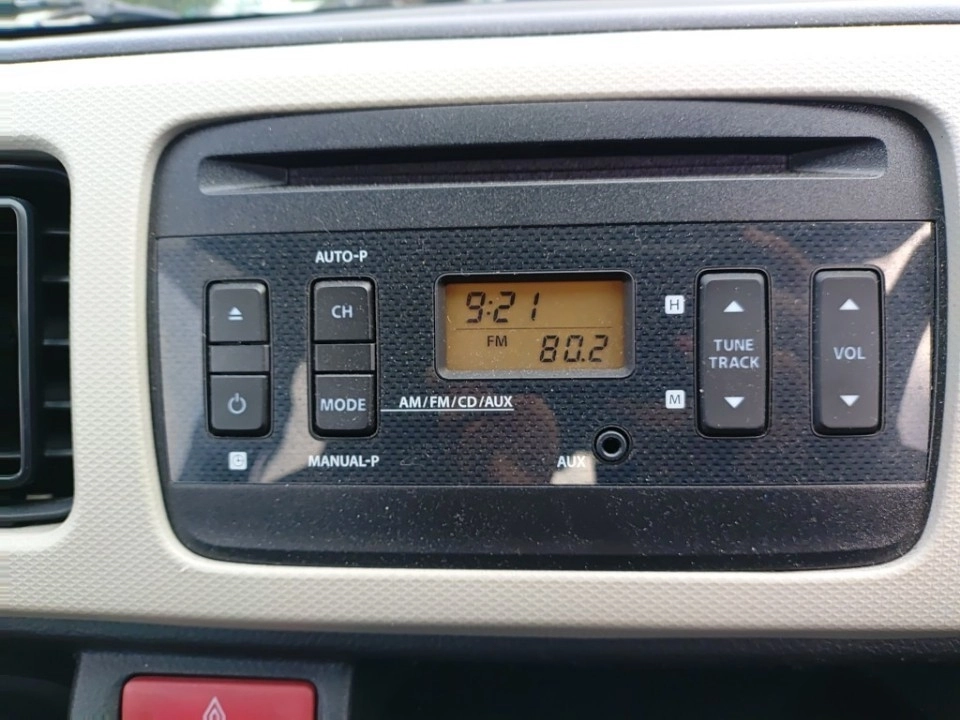 AUTO-P
CH
9:21
FM 80.2
H
TUNE
TRACK
VOL
MODE
AM/FM/CD/AUX
M
MANUAL-P
AUX